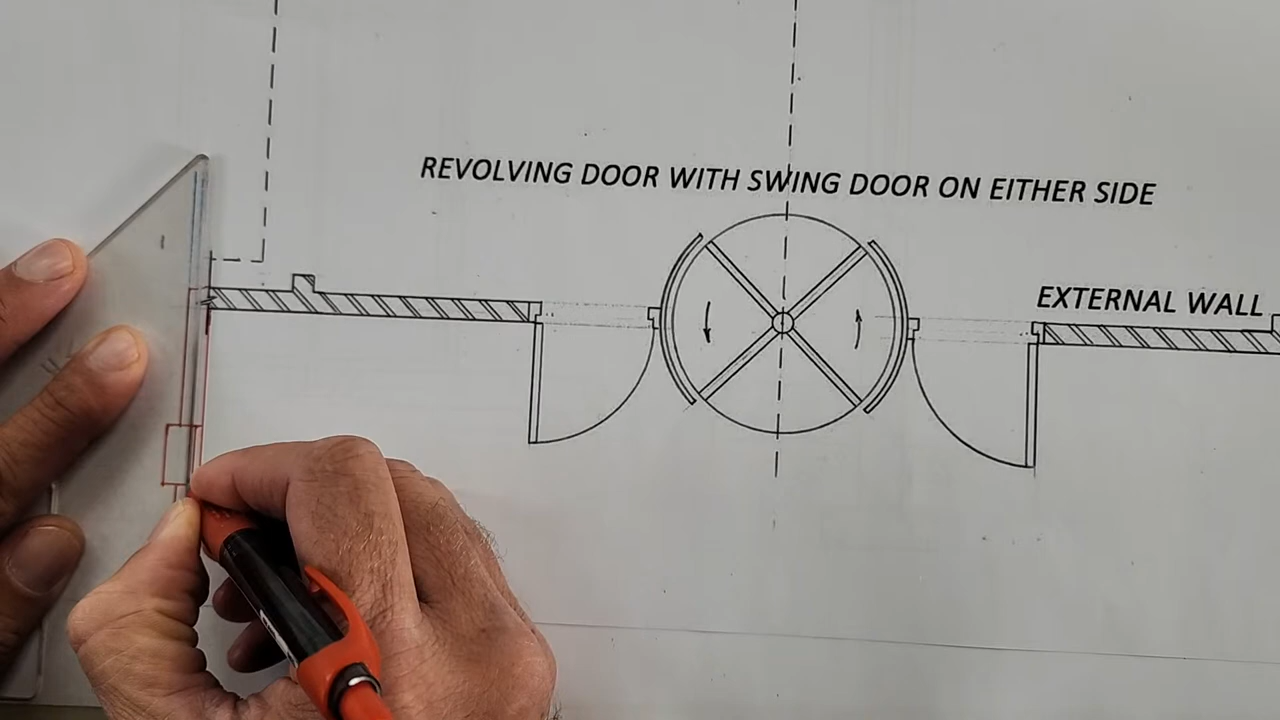 REVOLVING DOOR WITH SWING DOOR ON EITHER SIDE
EXTERNAL WALL